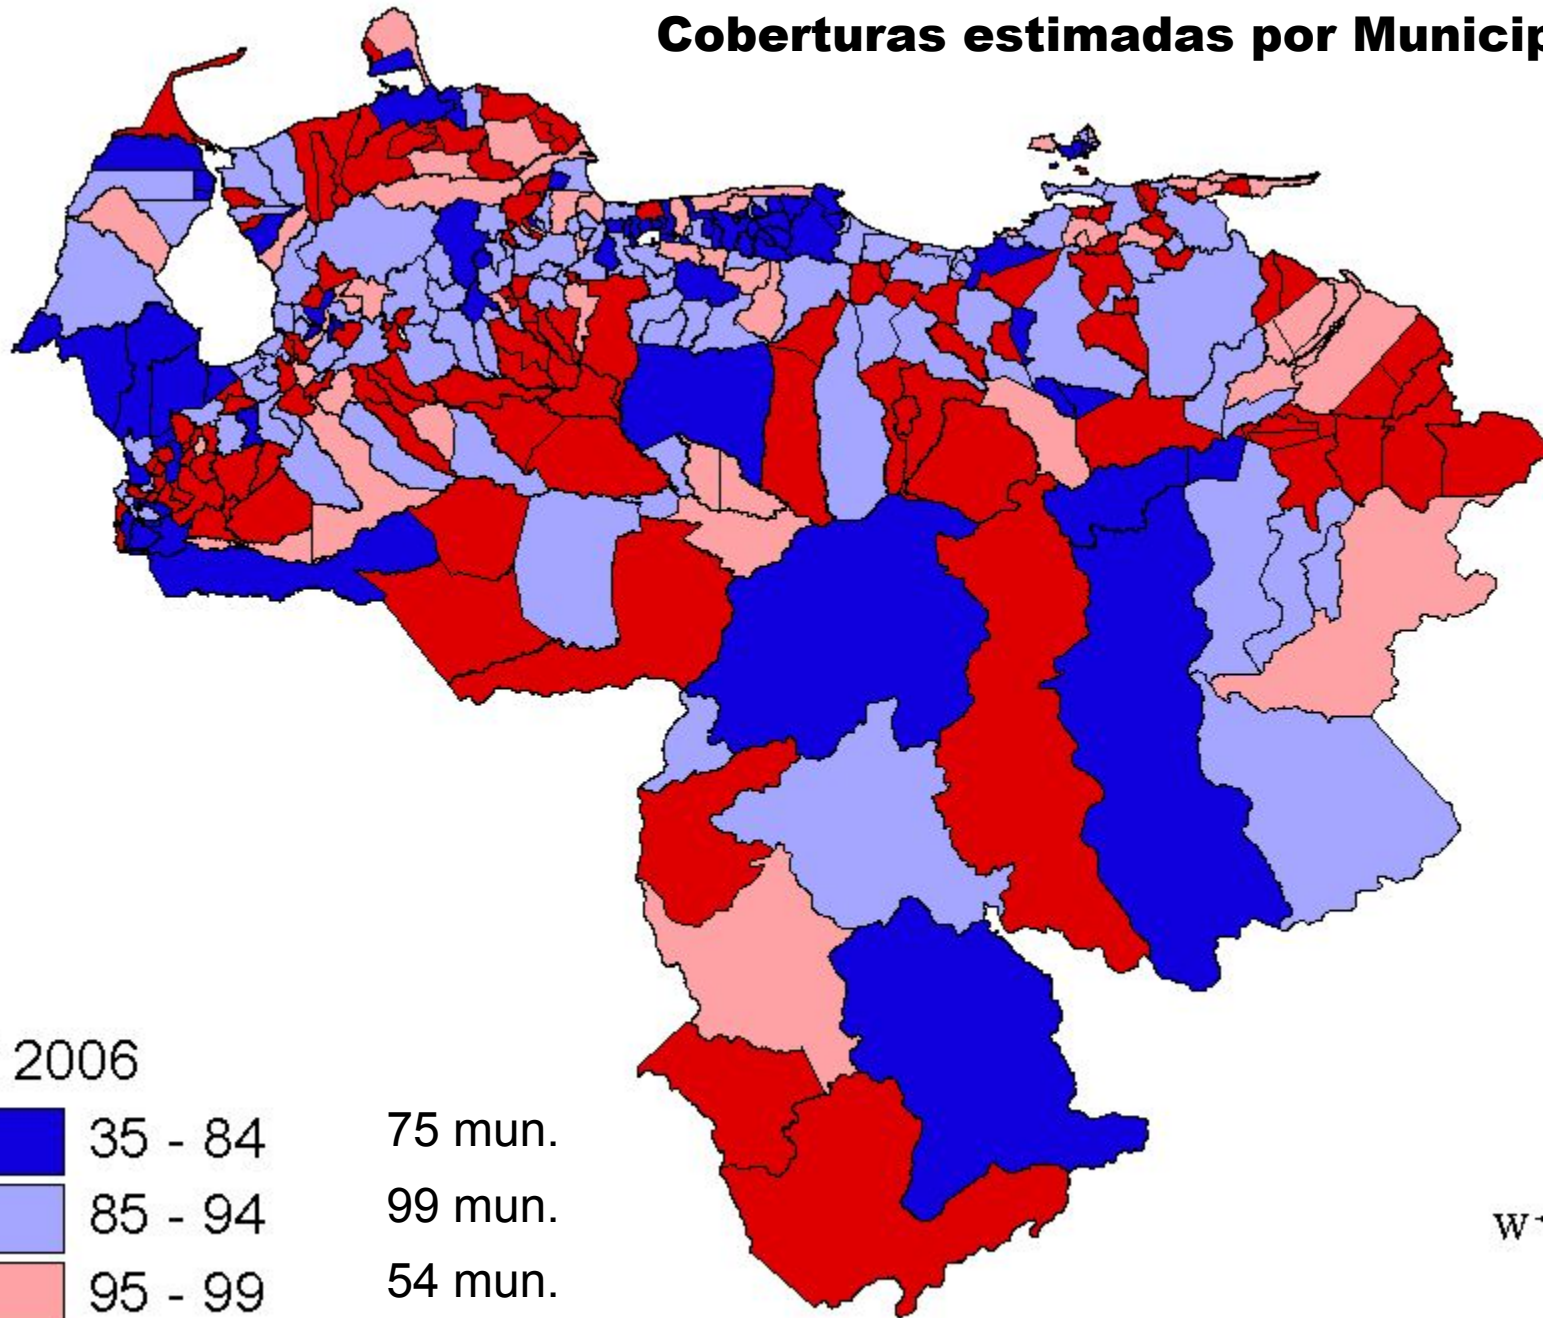 Coberturas estimadas por Municip
2006
35 - 84 75 mun.
85 - 94 99 mun.
95 - 99 54 mun.
W